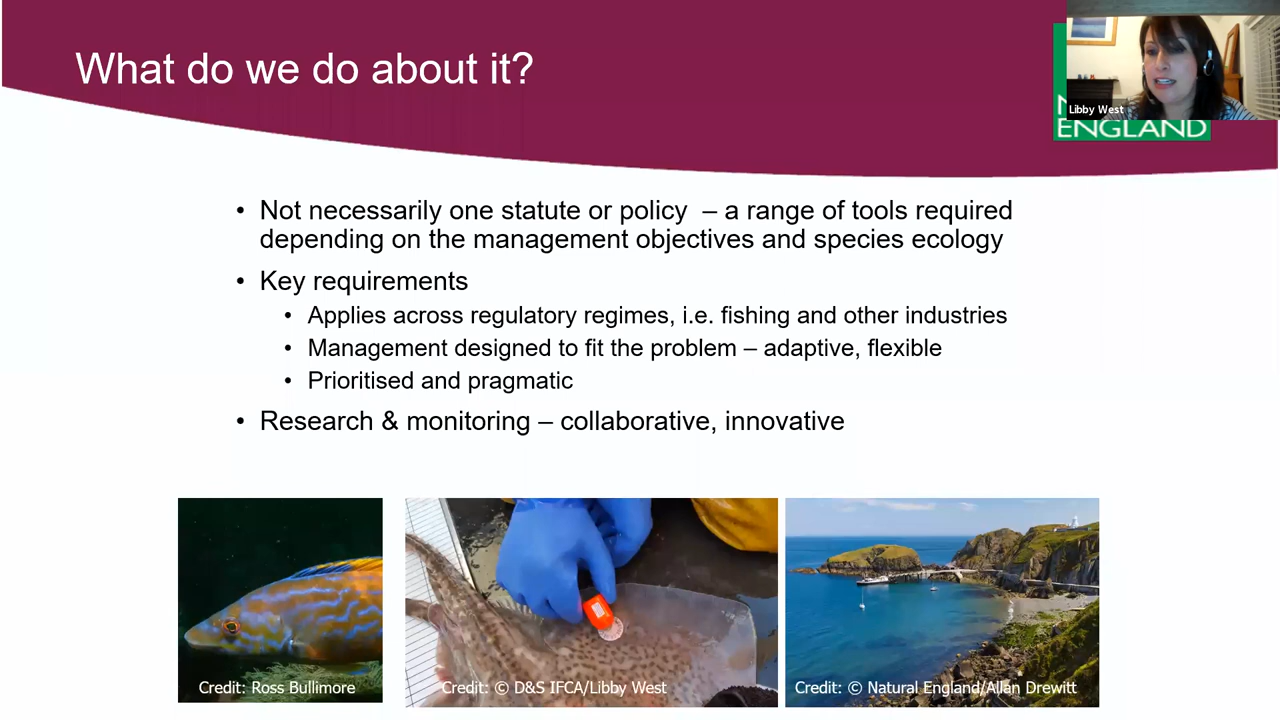 What do we do about it?
Libby West
ENGLAND
• Not necessarily one statute or policy – a range of tools required
depending on the management objectives and species ecology
• Key requirements
• Applies across regulatory regimes, i.e. fishing and other industries
• Management designed to fit the problem – adaptive, flexible
• Prioritised and pragmatic
• Research & monitoring – collaborative, innovative
Credit: Ross Bullimore
Credit: © D&S IFCA/Libby West
Credit: © Natural England/Allan Drewitt